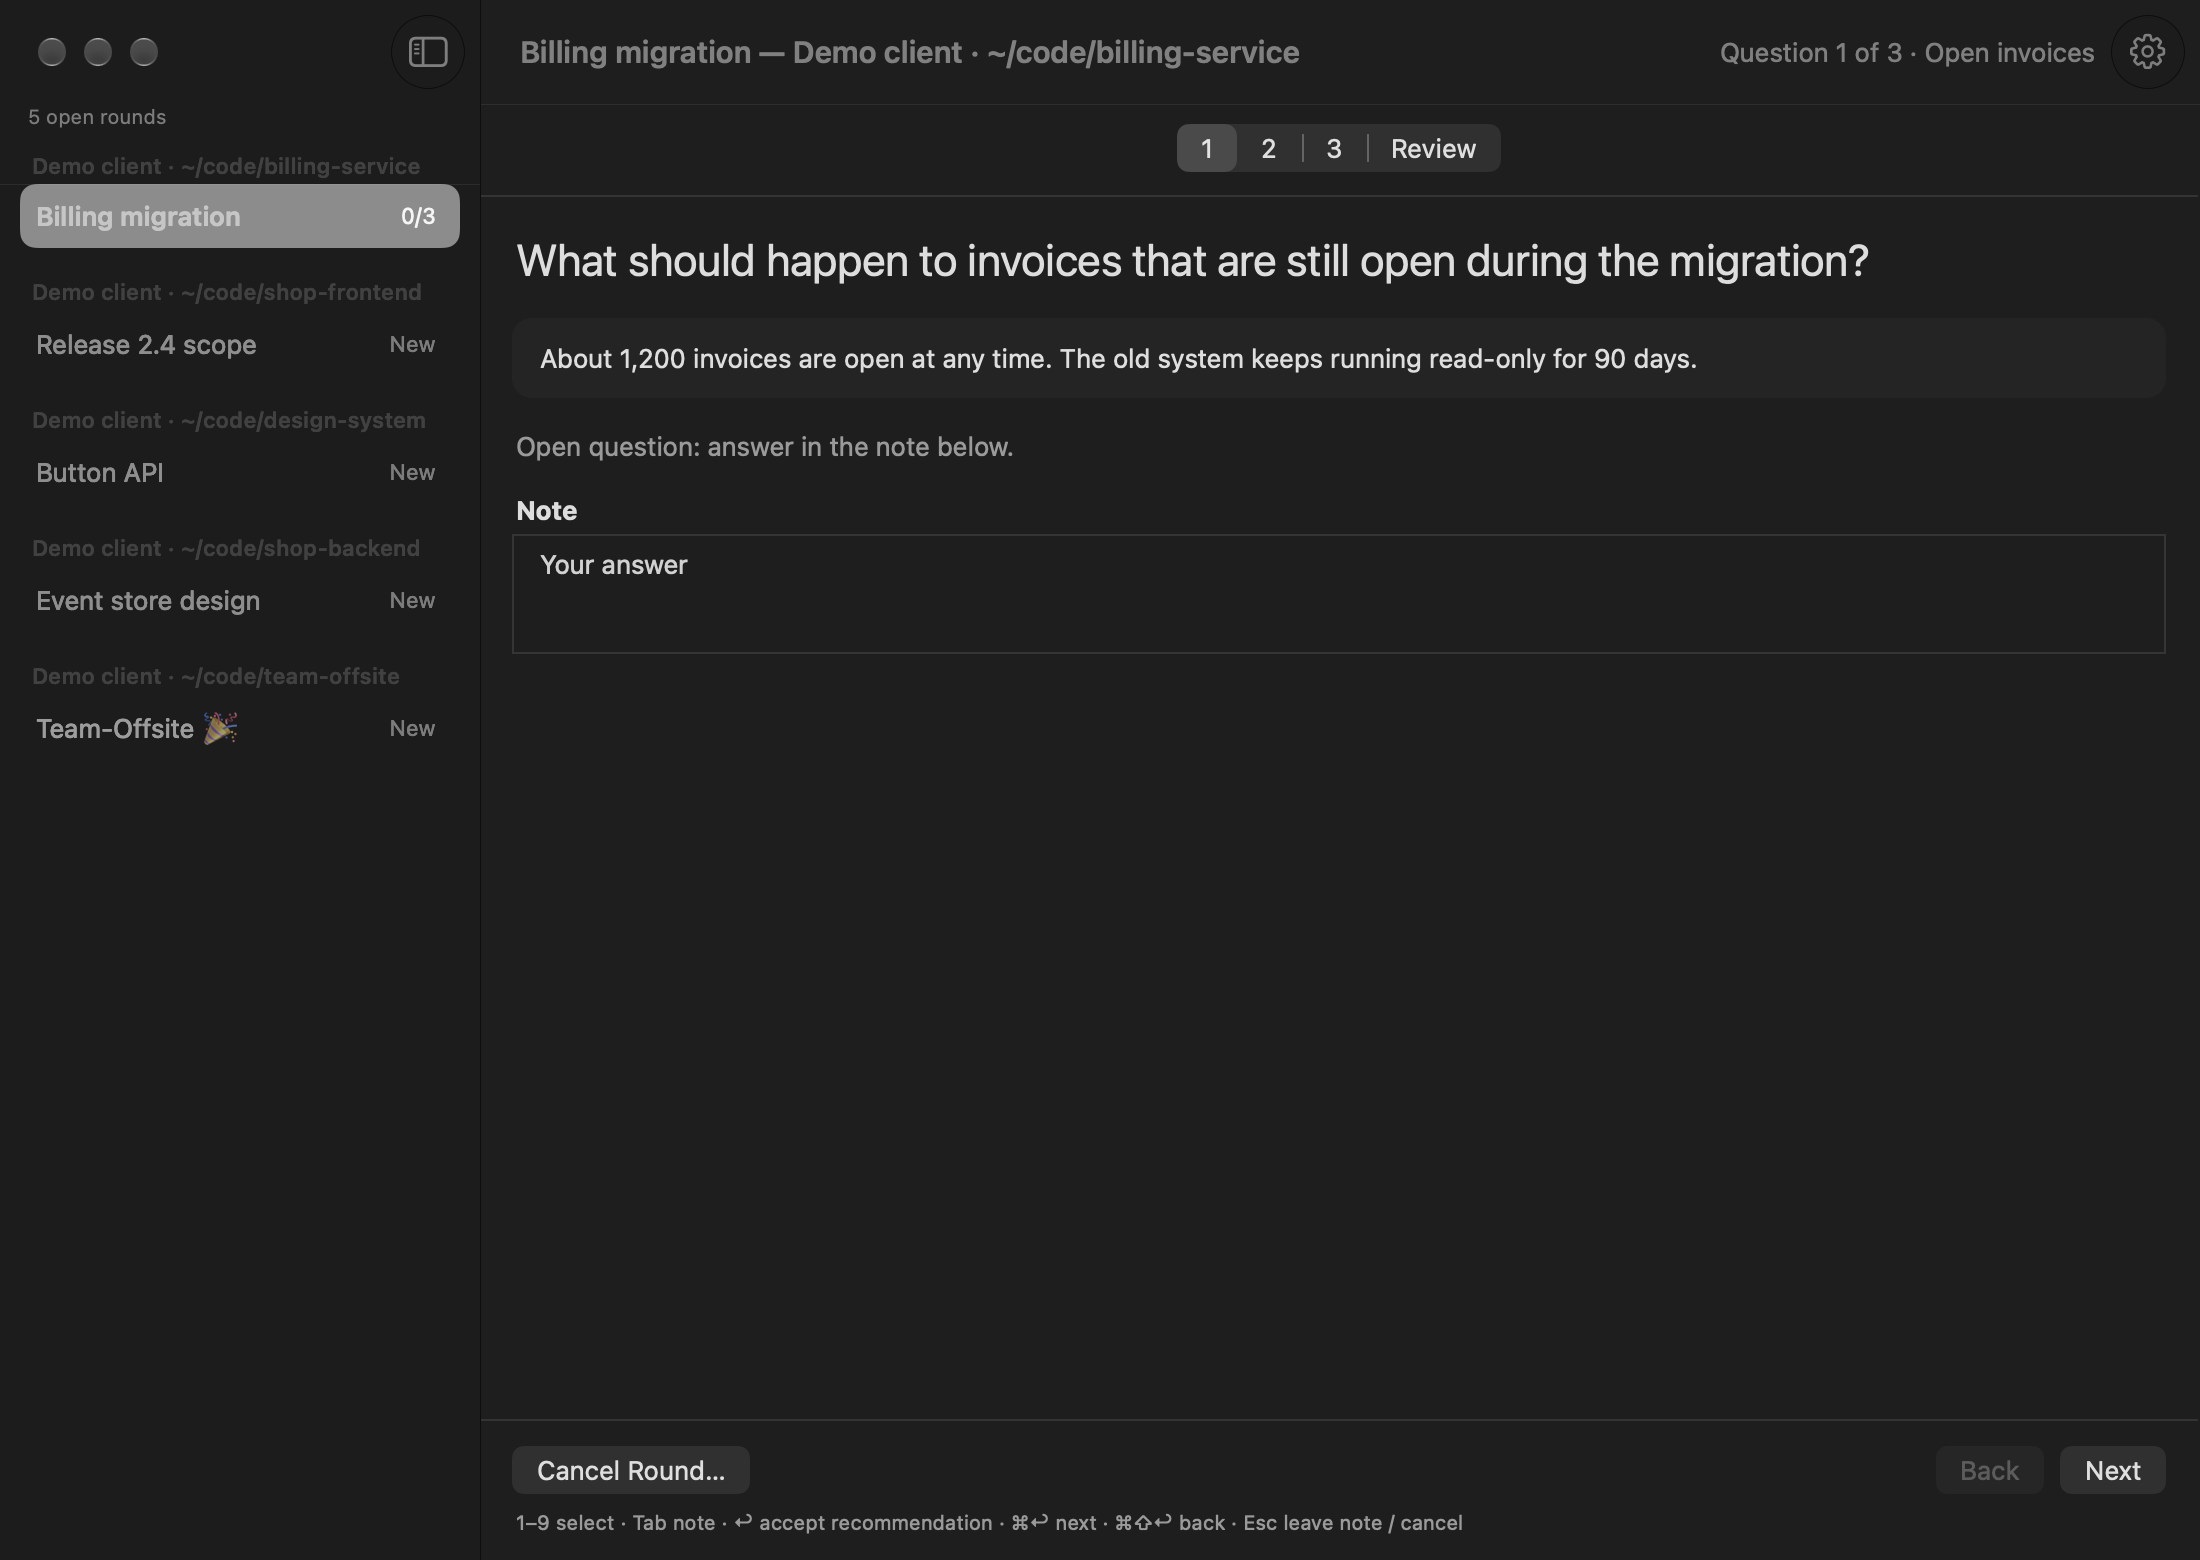 5 open rounds
Demo client · ~/code/billing-service
Billing migration 0/3
Demo client · ~/code/shop-frontend
Release 2.4 scope New
Demo client · ~/code/design-system
Button API New
Demo client · ~/code/shop-backend
Event store design New
Demo client · ~/code/team-offsite
Team-Offsite 🎉 New
Billing migration — Demo client · ~/code/billing-service
Question 1 of 3 · Open invoices
1 2 3 Review
What should happen to invoices that are still open during the migration?
About 1,200 invoices are open at any time. The old system keeps running read-only for 90 days.
Open question: answer in the note below.
Note
Your answer
Cancel Round...
Back Next
1–9 select · Tab note · ↩ accept recommendation · ⌘↩ next · ⌘⇧↩ back · Esc leave note / cancel